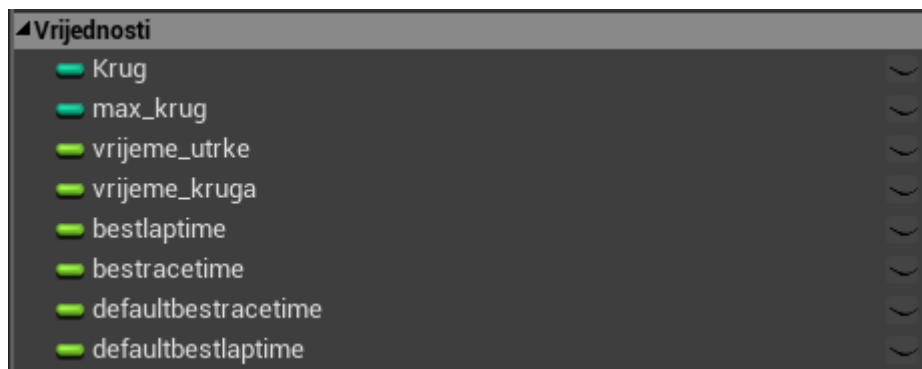 Vrijednosti
Krug
max_krug
vrijeme_utrke
vrijeme_kruga
bestlaptime
bestracetime
defaultbestracetime
defaultbestlaptime